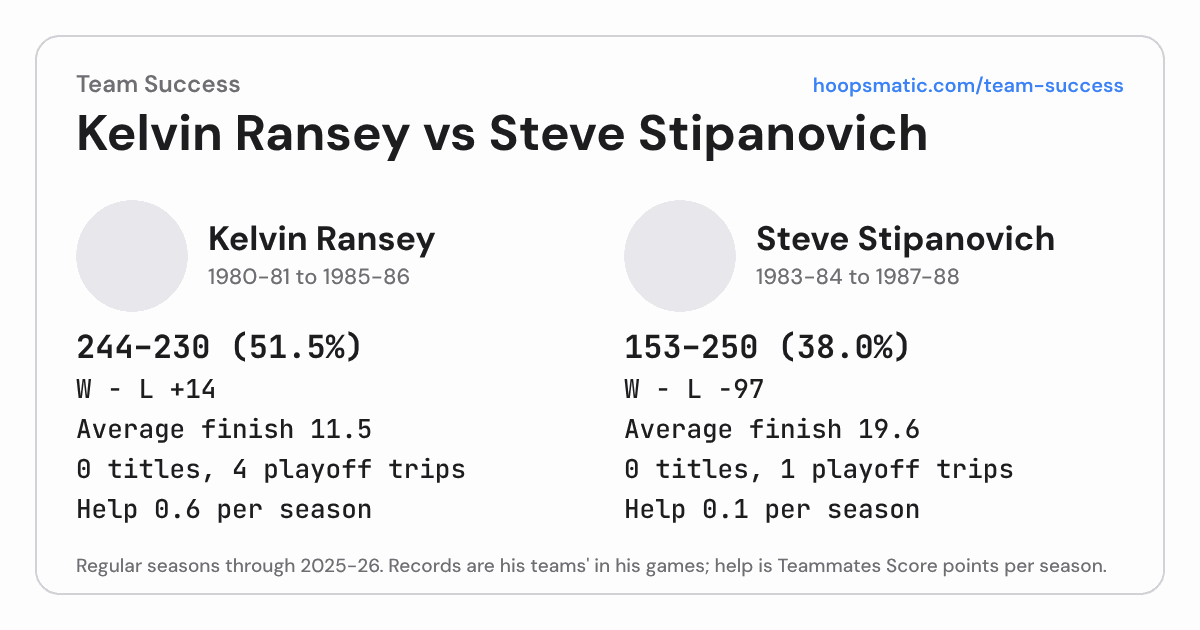 Team Success
hoopsmatic.com/team-success
Kelvin Ransey vs Steve Stipanovich
Kelvin Ransey
1980-81 to 1985-86
244-230 (51.5%)
W - L +14
Average finish 11.5
0 titles, 4 playoff trips
Help 0.6 per season
Steve Stipanovich
1983-84 to 1987-88
153-250 (38.0%)
W - L -97
Average finish 19.6
0 titles, 1 playoff trips
Help 0.1 per season
Regular seasons through 2025-26. Records are his teams' in his games; help is Teammates Score points per season.